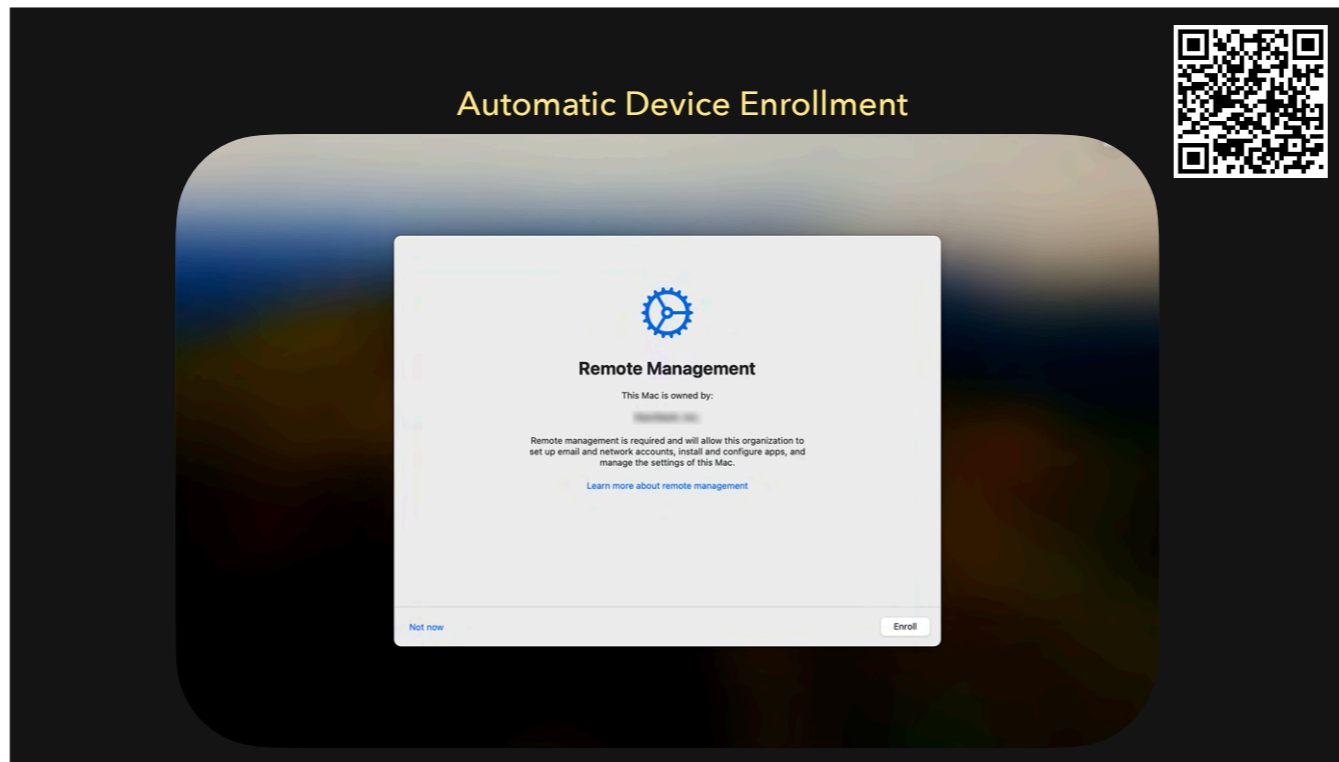 Automatic Device Enrollment
Remote Management
This Mac is owned by:
Remote management is required and will allow this organization to
set up email and network accounts, install and configure apps, and
manage the settings of this Mac.
Learn more about remote management
Not now
Enroll